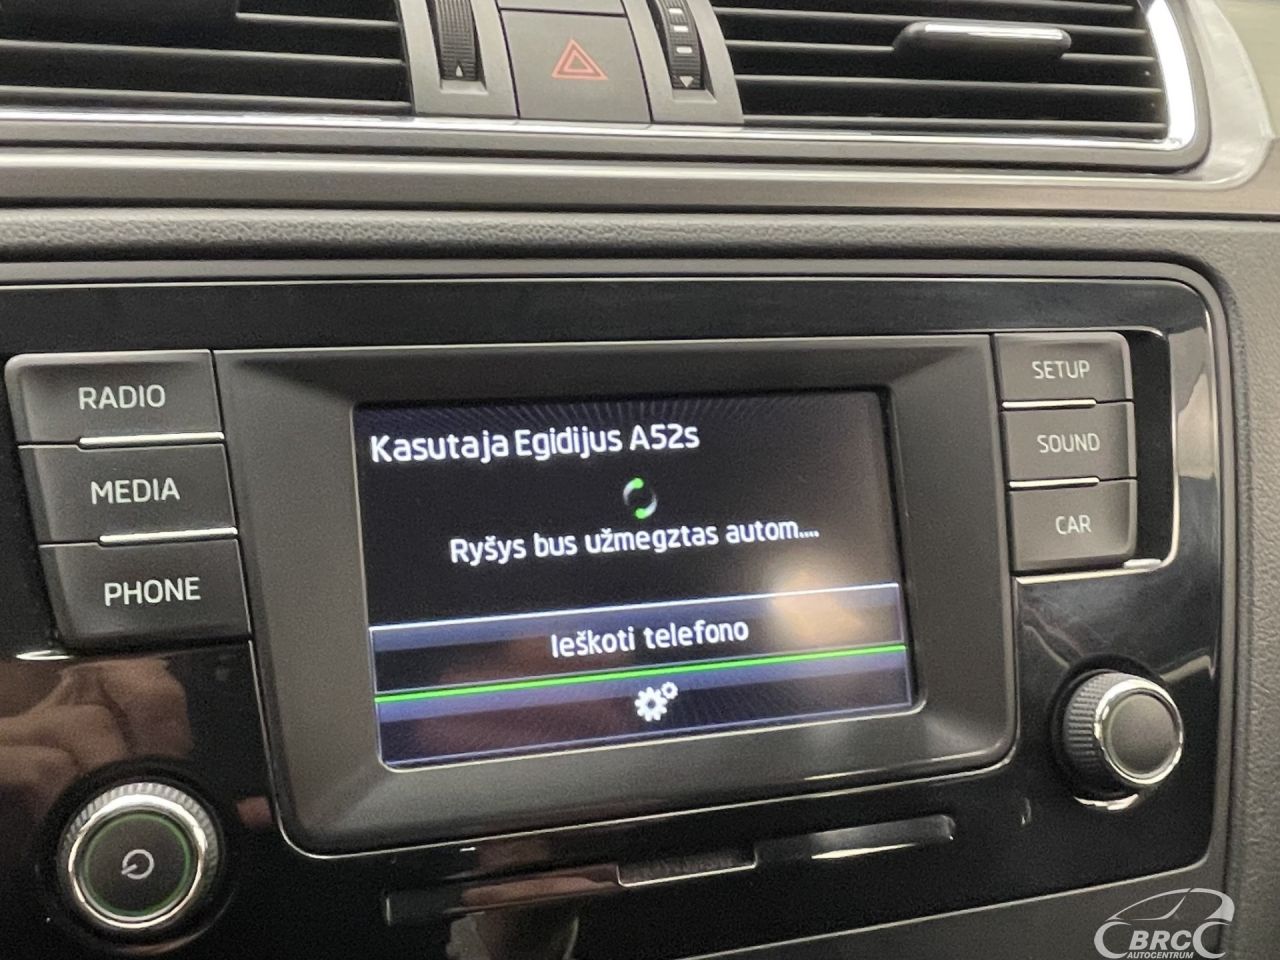 RADIO
MEDIA
PHONE
Kasutaja Egidijus A52s
Ryšys bus užmegztas autom....
Ieškoti telefono
SETUP
SOUND
CAR
BRC
AUTOCENTRUM